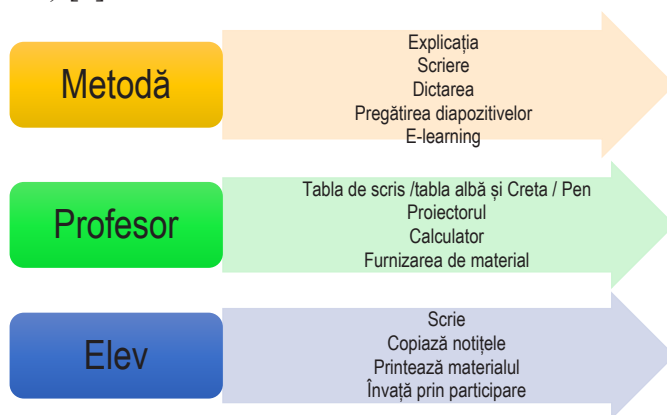 Metodă
Explicația
Scriere
Dictarea
Pregătirea diapozitivelor
E-learning
Profesor
Tabla de scris /tabla albă și Creta / Pen
Proiectorul
Calculator
Furnizarea de material
Elev
Scrie
Copiază notițele
Printează materialul
Învață prin participare